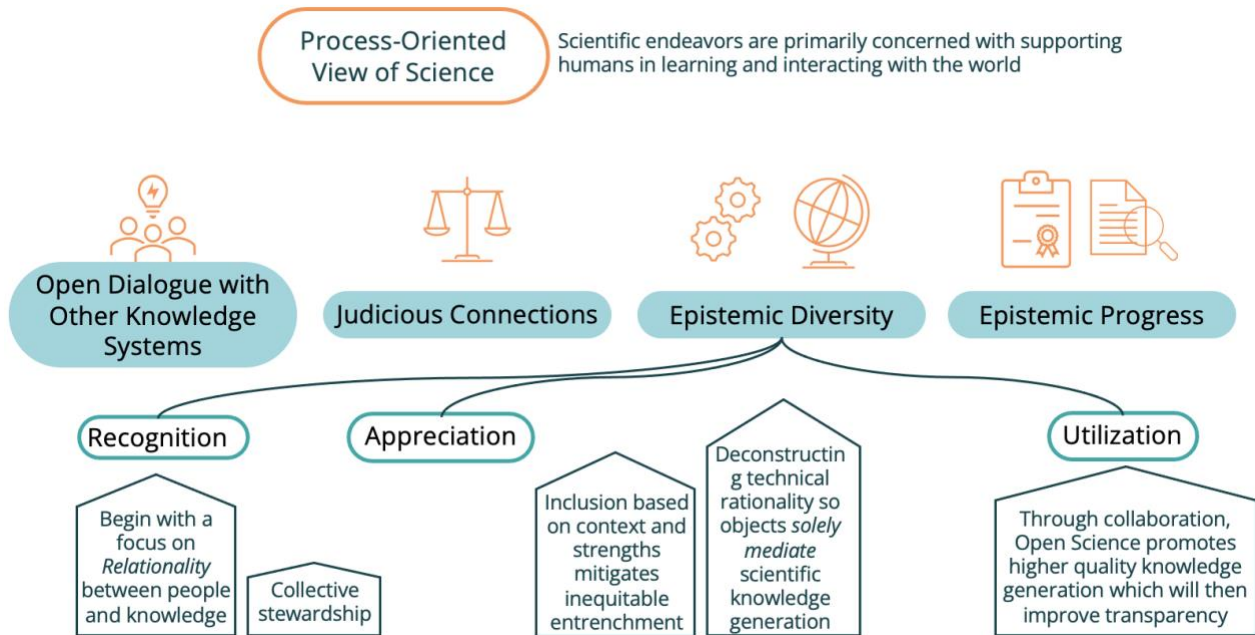 Process-Oriented
View of Science
Scientific endeavors are primarily concerned with supporting
humans in learning and interacting with the world
Open Dialogue with
Other Knowledge
Systems
Judicious Connections
Epistemic Diversity
Epistemic Progress
Recognition
Appreciation
Utilization
Begin with a
focus on
Relationality
between people
and knowledge
Collective
stewardship
Inclusion based
on context and
strengths
mitigates
inequitable
entrenchment
Deconstructin
g technical
rationality so
objects solely
mediate
scientific
knowledge
generation
Through collaboration,
Open Science promotes
higher quality knowledge
generation which will then
improve transparency